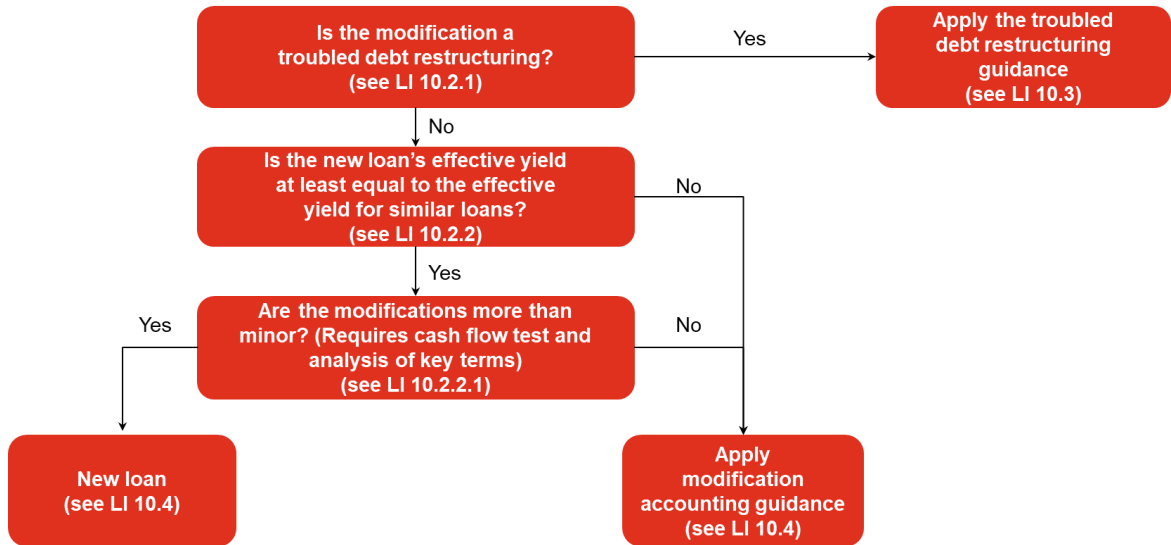 Is the modification a
troubled debt restructuring?
(see LI 10.2.1)
Yes
Apply the troubled
debt restructuring
guidance
(see LI 10.3)
No
Is the new loan’s effective yield
at least equal to the effective
yield for similar loans?
(see LI 10.2.2)
No
Yes
Are the modifications more than
minor? (Requires cash flow test and
analysis of key terms)
(see LI 10.2.2.1)
Yes
No
New loan
(see LI 10.4)
Apply
modification
accounting guidance
(see LI 10.4)